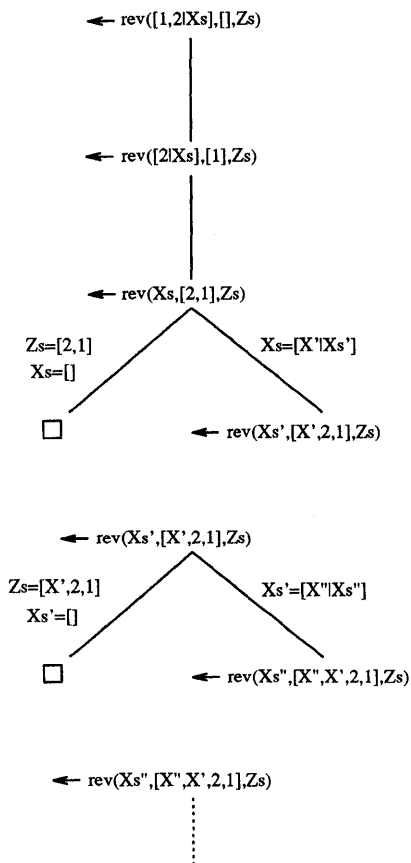 ← rev([1,2|Xs],[],Zs)
← rev([2|Xs],[1],Zs)
← rev(Xs,[2,1],Zs)
Zs=[2,1]
Xs=[X'|Xs']
Xs=[]
← rev(Xs',[X',2,1],Zs)
← rev(Xs',[X',2,1],Zs)
Zs=[X',2,1]
Xs'=[X"|Xs"]
Xs'=[]
← rev(Xs",[X",X',2,1],Zs)
← rev(Xs",[X",X',2,1],Zs)